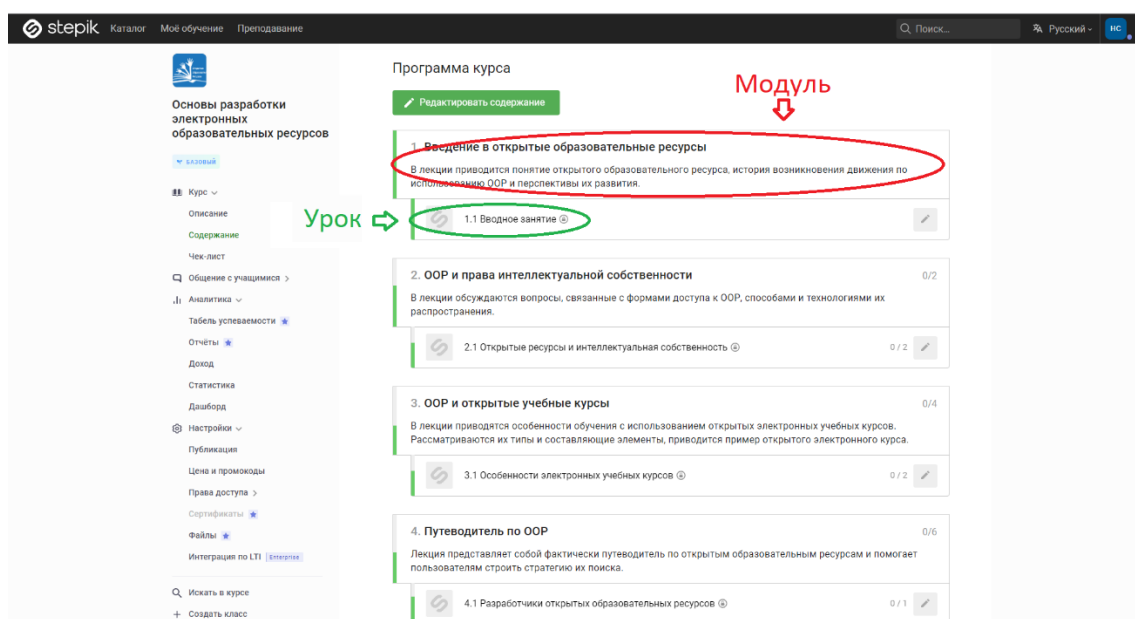 stepik Каталог Моё обучение Преподавание Поиск... Русский НС
Основы разработки
электронных
образовательных ресурсов
БАЗОВЫЙ
Курс
Описание
Содержание
Чек-лист
Общение с учащимися
Аналитика
Табель успеваемости
Отчёты
Доход
Статистика
Дашборд
Настройки
Публикация
Цена и промокоды
Права доступа
Сертификаты
Файлы
Интеграция по LTI Enterprise
Искать в курсе
Создать класс
Программа курса
Редактировать содержание
Модуль
1. Введение в открытые образовательные ресурсы
В лекции приводится понятие открытого образовательного ресурса, история возникновения движения по
использованию ООР и перспективы их развития.
Урок
1.1 Вводное занятие
2. ООР и права интеллектуальной собственности 0/2
В лекции обсуждаются вопросы, связанные с формами доступа к ООР, способами и технологиями их
распространения.
2.1 Открытые ресурсы и интеллектуальная собственность 0 / 2
3. ООР и открытые учебные курсы 0/4
В лекции приводятся особенности обучения с использованием открытых электронных учебных курсов.
Рассматриваются их типы и составляющие элементы, приводится пример открытого электронного курса.
3.1 Особенности электронных учебных курсов 0 / 2
4. Путеводитель по ООР 0/6
Лекция представляет собой фактически путеводитель по открытым образовательным ресурсам и помогает
пользователям строить стратегию их поиска.
4.1 Разработчики открытых образовательных ресурсов 0 / 1